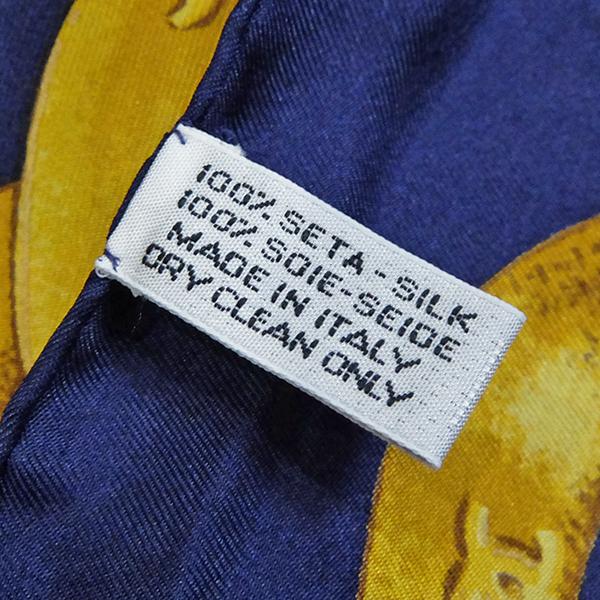 100% SETA-SILK
100% SOIE-SEIDE
MADE IN ITALY
DRY CLEAN ONLY